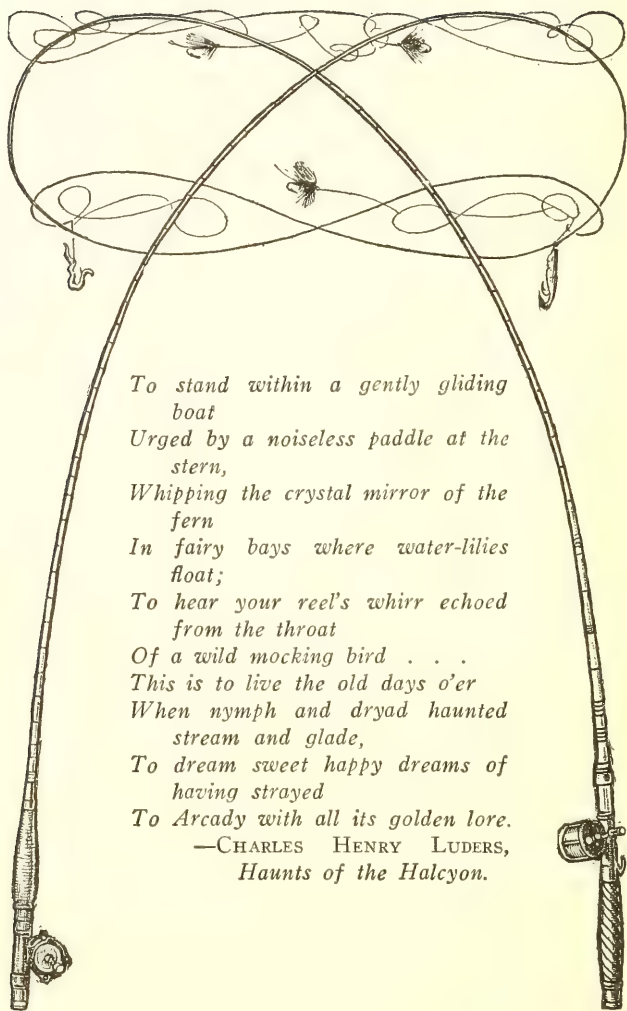 To stand within a gently gliding
boat
Urged by a noiseless paddle at the
stern,
Whipping the crystal mirror of the
fern
In fairy bays where water-lilies
float;
To hear your reel's whirr echoed
from the throat
Of a wild mocking bird . . .
This is to live the old days o'er
When nymph and dryad haunted
stream and glade,
To dream sweet happy dreams of
having strayed
To Arcady with all its golden lore.
—CHARLES HENRY LUDERS,
Haunts of the Halcyon.